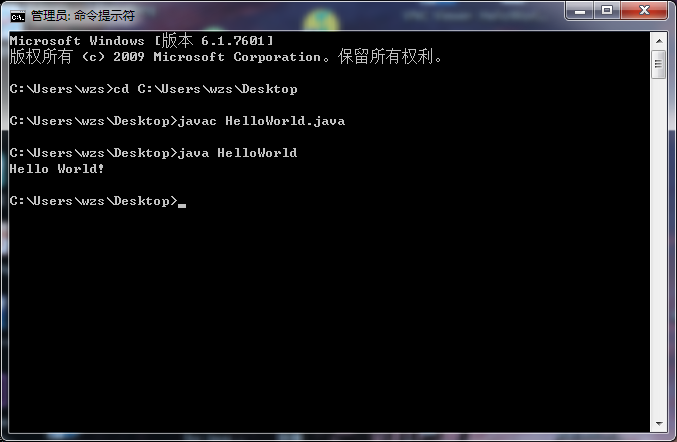 管理员: 命令提示符
Microsoft Windows [版本 6.1.7601]
版权所有 (c) 2009 Microsoft Corporation。保留所有权利。
C:\Users\wzs>cd C:\Users\wzs\Desktop
C:\Users\wzs\Desktop>javac HelloWorld.java
C:\Users\wzs\Desktop>java HelloWorld
Hello World!
C:\Users\wzs\Desktop>